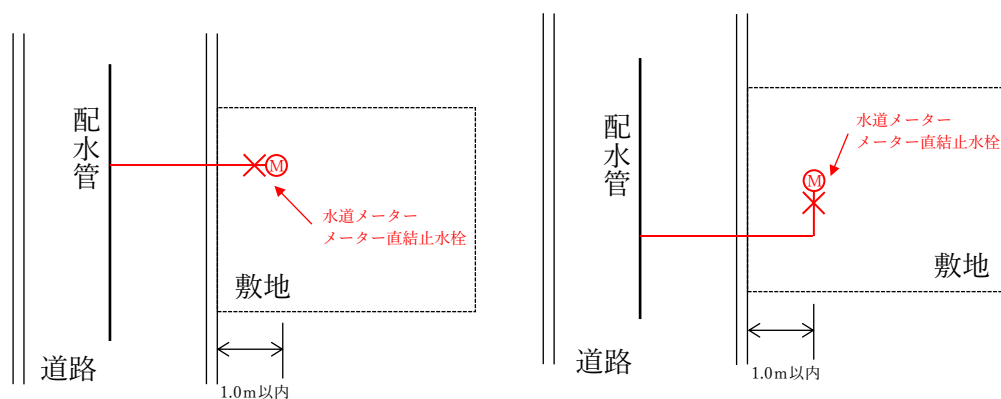 配水管
M
水道メーター
メーター直結止水栓
敷地
道路
1.0m以内
配水管
水道メーター
メーター直結止水栓
M
敷地
道路
1.0m以内